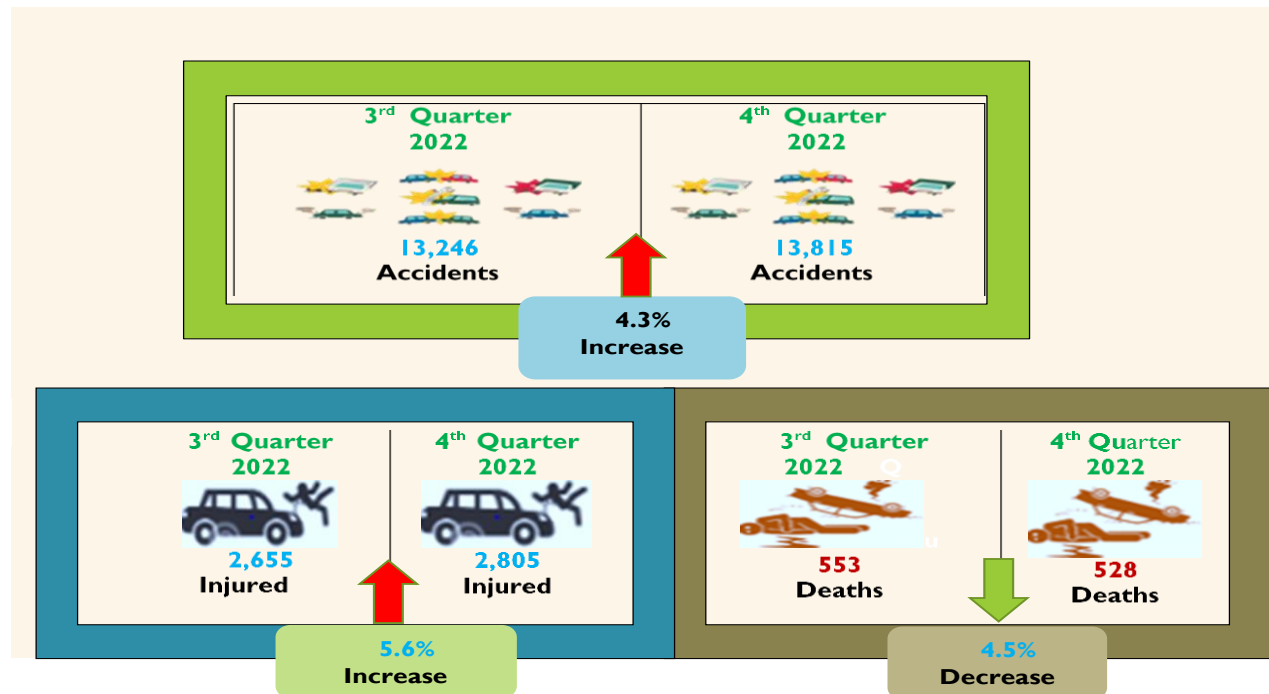 3rd Quarter
2022
4th Quarter
2022
13,246
Accidents
13,815
Accidents
4.3%
Increase
3rd Quarter
2022
4th Quarter
2022
2,655
Injured
2,805
Injured
5.6%
Increase
3rd Quarter
2022 Q
4th Quarter
2022
u
553
Deaths
528
Deaths
4.5%
Decrease